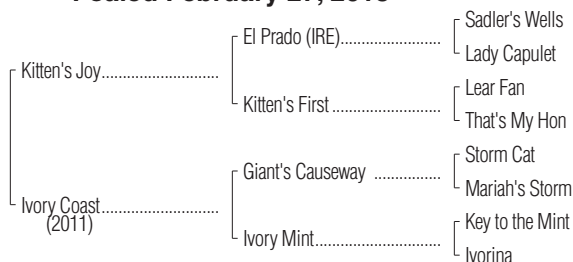 Foaled February 27, 2018
Sadler's Wells
El Prado (IRE)
Lady Capulet
Kitten's Joy
Lear Fan
Kitten's First
That's My Hon
Storm Cat
Giant's Causeway
Mariah's Storm
Ivory Coast
(2011)
Key to the Mint
Ivory Mint
Ivorina